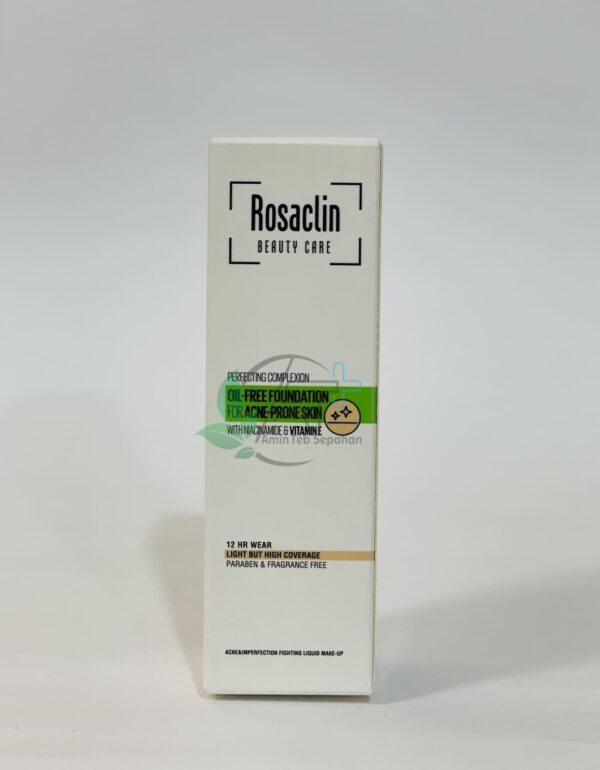 Rosaclin
BEAUTY CARE
PERFECTING COMPLEXION
OIL-FREE FOUNDATION
FOR ACNE-PRONE SKIN
WITH NIACINAMIDE & VITAMIN E
Amin Teb Sepahan
12 HR WEAR
LIGHT BUT HIGH COVERAGE
PARABEN & FRAGRANCE FREE
ACNE&IMPERFECTION FIGHTING LIQUID MAKE-UP